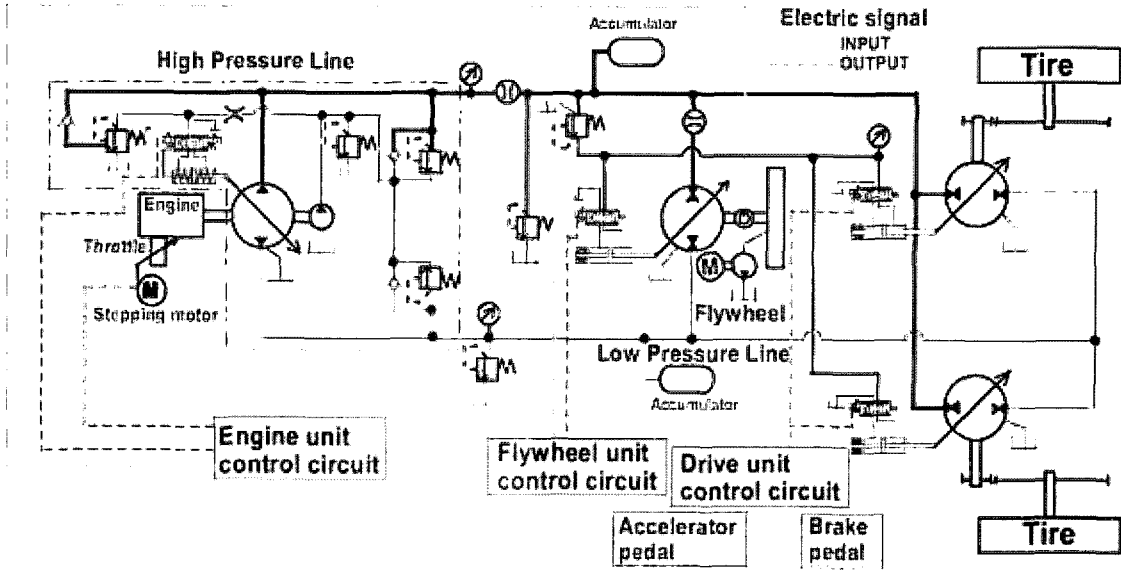 Accumulator
Electric signal
INPUT
OUTPUT
High Pressure Line
Tire
Engine
Throttle
M
Stepping motor
M
Flywheel
Low Pressure Line
Accumulator
Engine unit
control circuit
Flywheel unit
control circuit
Drive unit
control circuit
Accelerator
pedal
Brake
pedal
Tire